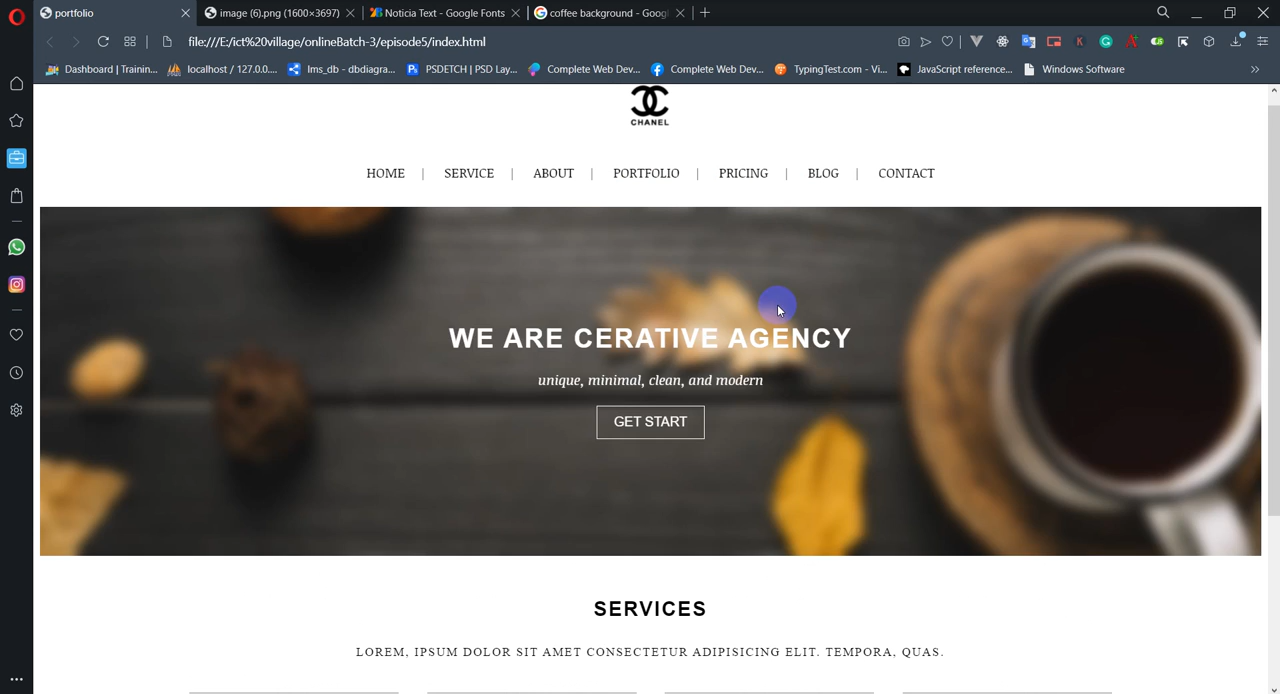 portfolio
image (6).png (1600×3697)
Noticia Text - Google Fonts
coffee background - Goog
file:///E:/ict%20village/onlineBatch-3/episode5/index.html
Dashboard | Trainin...
localhost / 127.0.0....
lms_db - dbdiagra...
PSDETCH | PSD Lay...
Complete Web Dev...
Complete Web Dev...
TypingTest.com - Vi...
JavaScript reference...
Windows Software
CHANEL
HOME | SERVICE | ABOUT | PORTFOLIO | PRICING | BLOG | CONTACT
WE ARE CERATIVE AGENCY
unique, minimal, clean, and modern
GET START
SERVICES
LOREM, IPSUM DOLOR SIT AMET CONSECTETUR ADIPISICING ELIT. TEMPORA, QUAS.